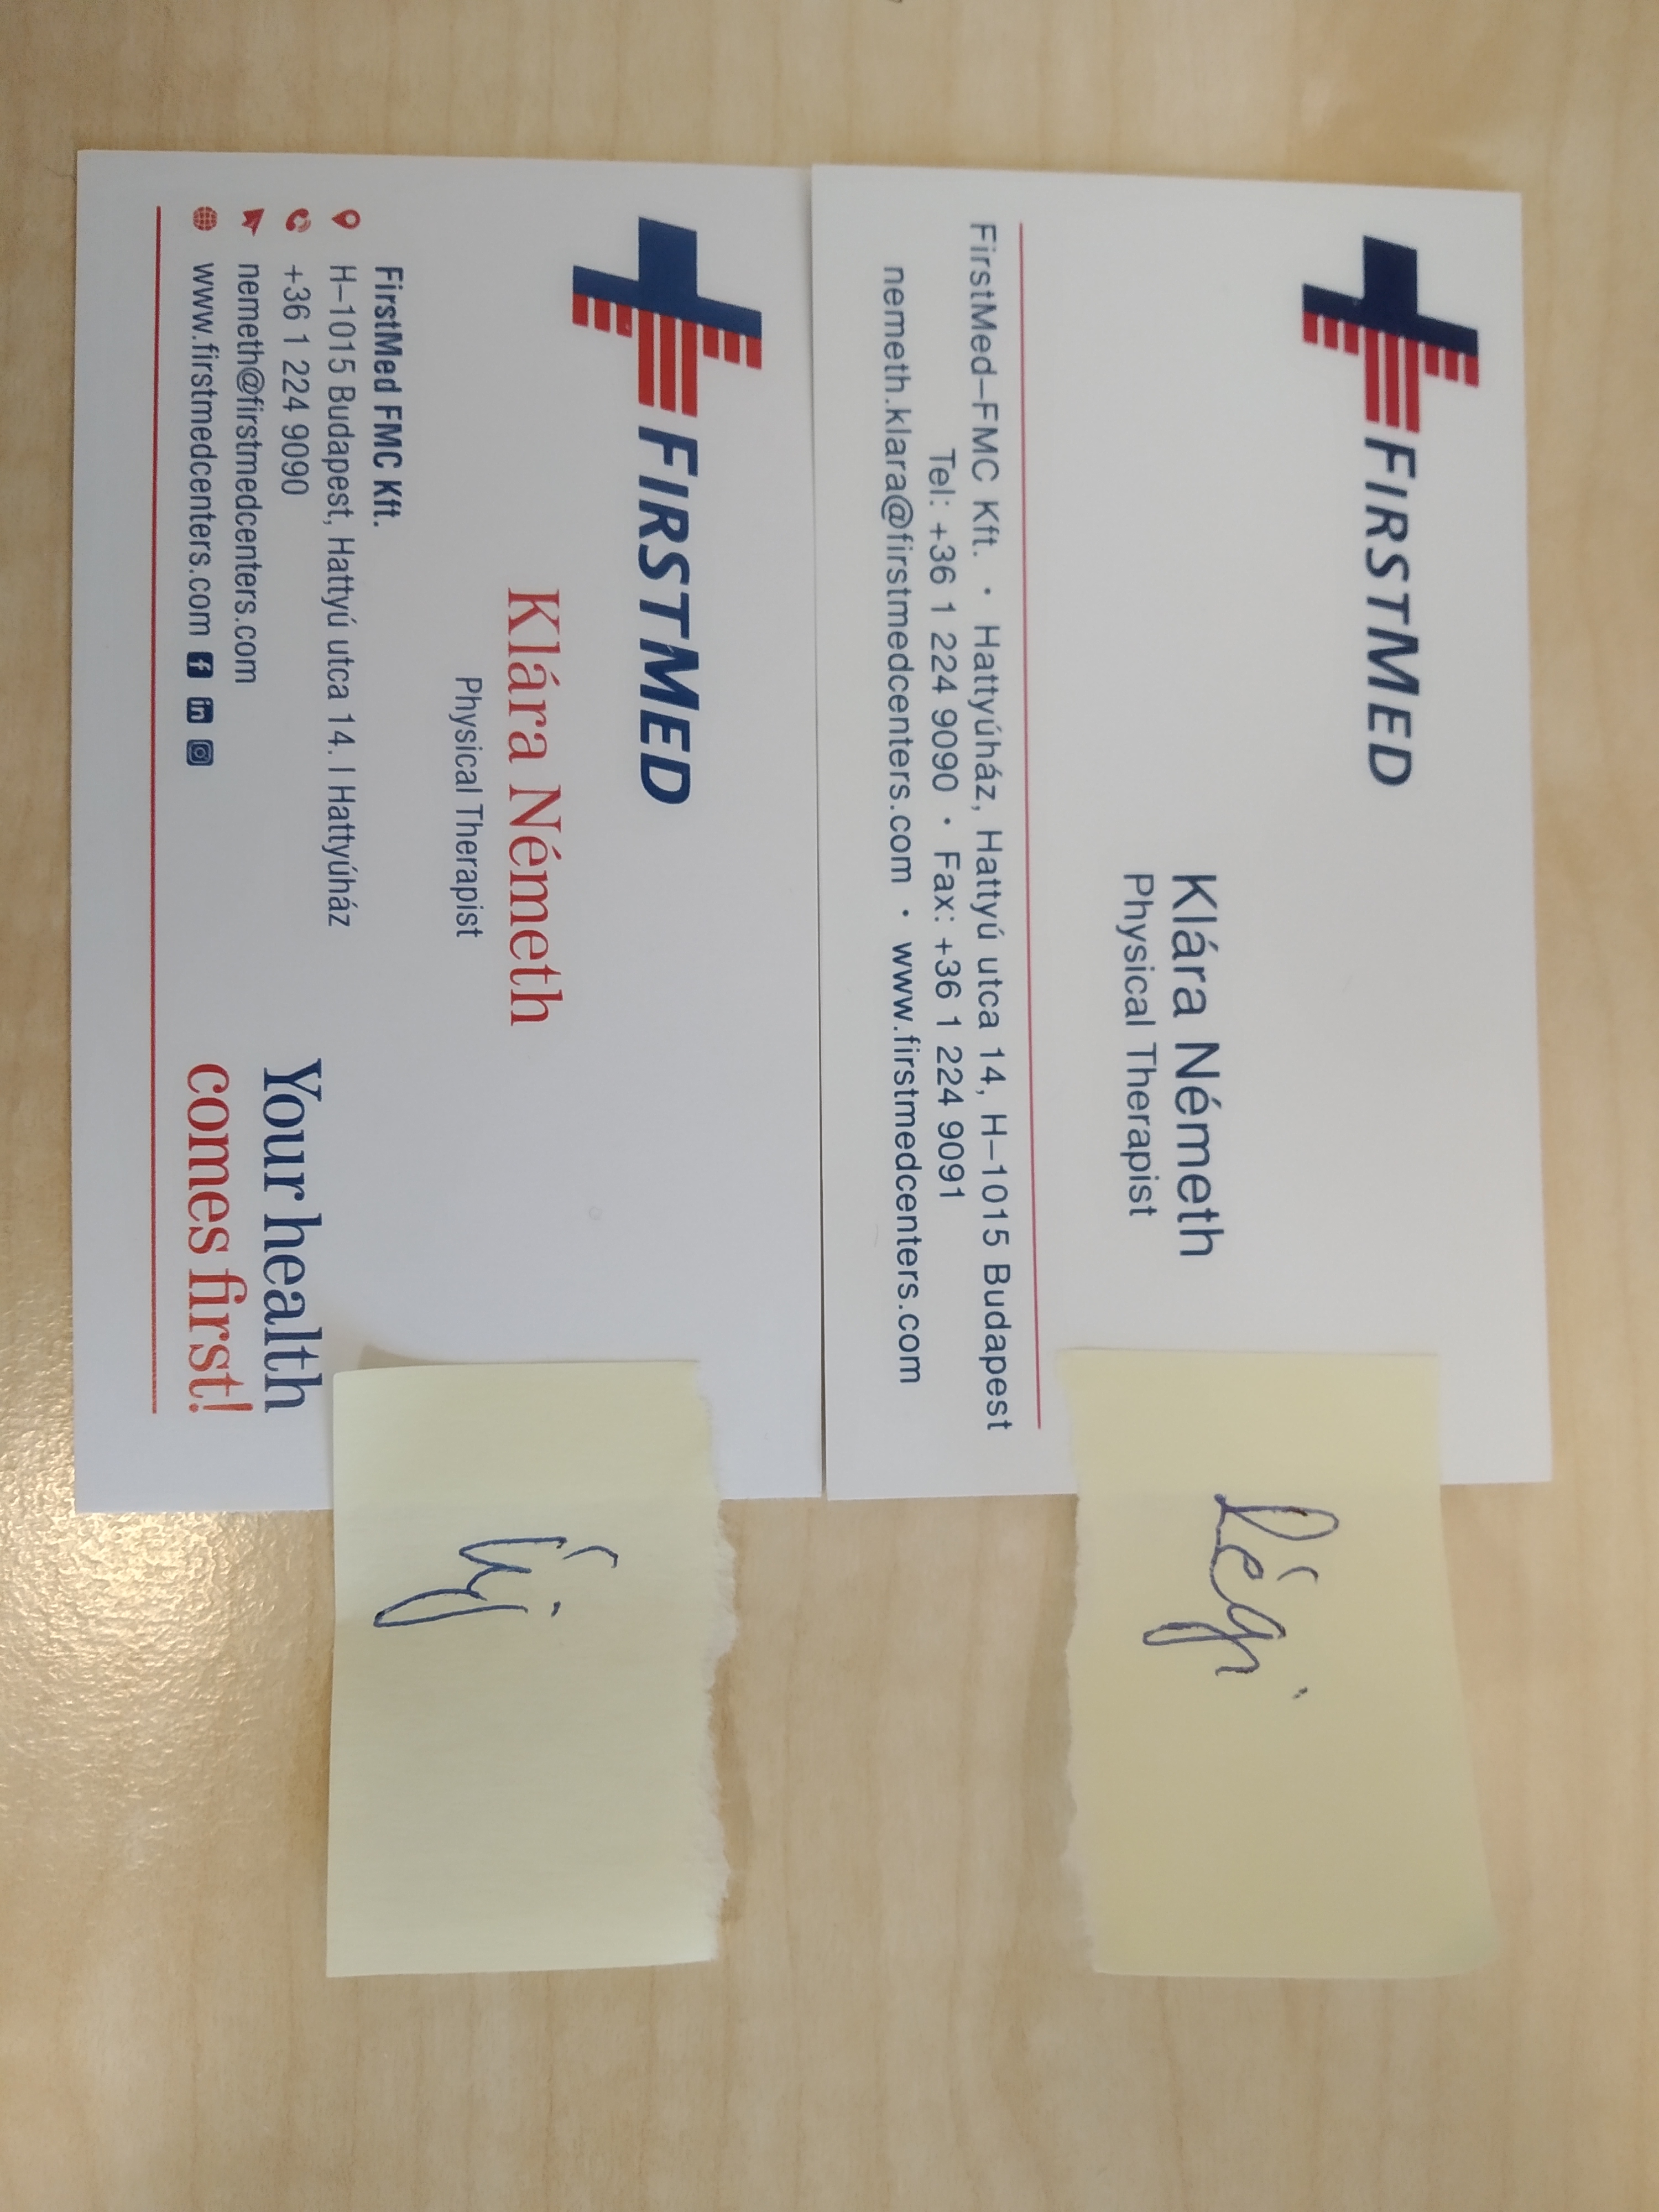 FIRSTMED
Klára Németh
Physical Therapist
FirstMed–FMC Kft. • Hattyúház, Hattyú utca 14, H–1015 Budapest
Tel: +36 1 224 9090 • Fax: +36 1 224 9091
nemeth.klara@firstmedcenters.com • www.firstmedcenters.com
Régi
FIRSTMED
Klára Németh
Physical Therapist
FirstMed FMC Kft.
H–1015 Budapest, Hattyú utca 14. I Hattyúház
+36 1 224 9090
nemeth@firstmedcenters.com
www.firstmedcenters.com
Your health
comes first!
Új